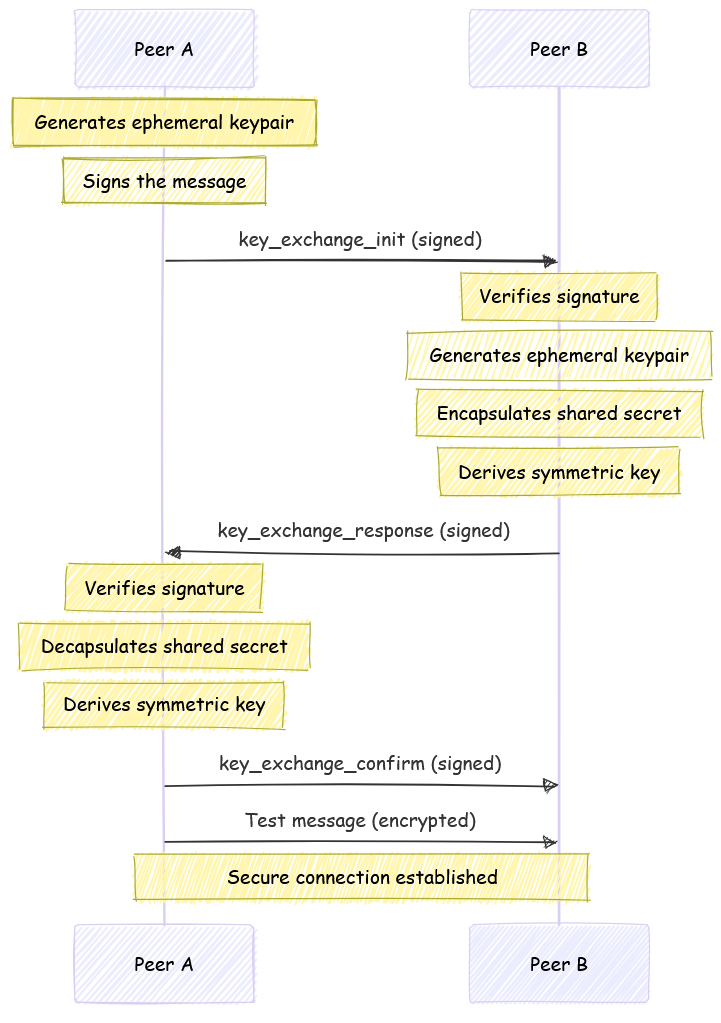 Peer A
Peer B
Generates ephemeral keypair
Signs the message
key_exchange_init (signed)
Verifies signature
Generates ephemeral keypair
Encapsulates shared secret
Derives symmetric key
key_exchange_response (signed)
Verifies signature
Decapsulates shared secret
Derives symmetric key
key_exchange_confirm (signed)
Test message (encrypted)
Secure connection established
Peer A
Peer B